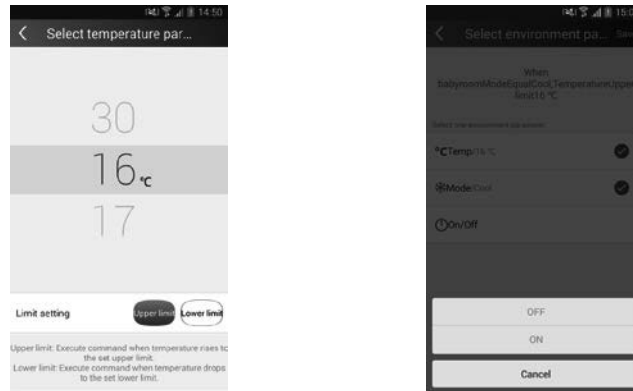 14:50
Select temperature par...
30
16℃
17
Limit setting
Upper limit
Lower limit
Upper limit: Execute command when temperature rises to
the set upper limit.
Lower limit: Execute command when temperature drops
to the set lower limit.
15:0
Select environment pa...
Save
When
babyroomModeEqualCool,TemperatureUpper
limit16 ℃
Select the environment parameter
℃Temp/16 ℃
Mode/Cool
On/Off
OFF
ON
Cancel